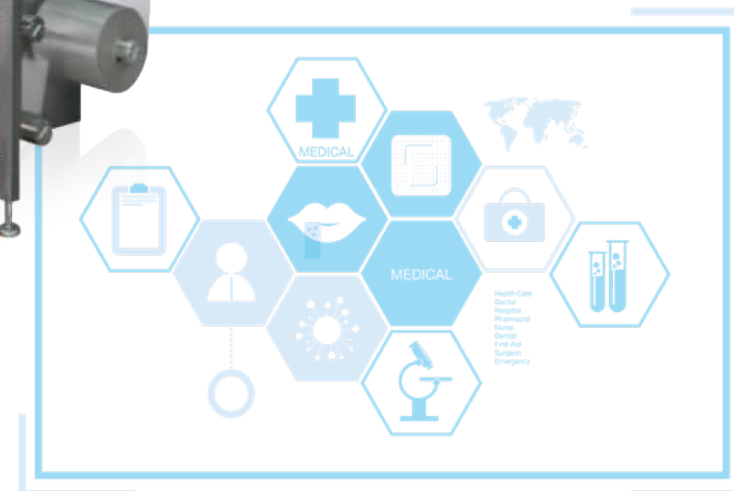 MEDICAL
MEDICAL
Health Care
Doctor
Hospital
Pharmacist
Nurse
Dentist
First Aid
Surgeon
Emergency